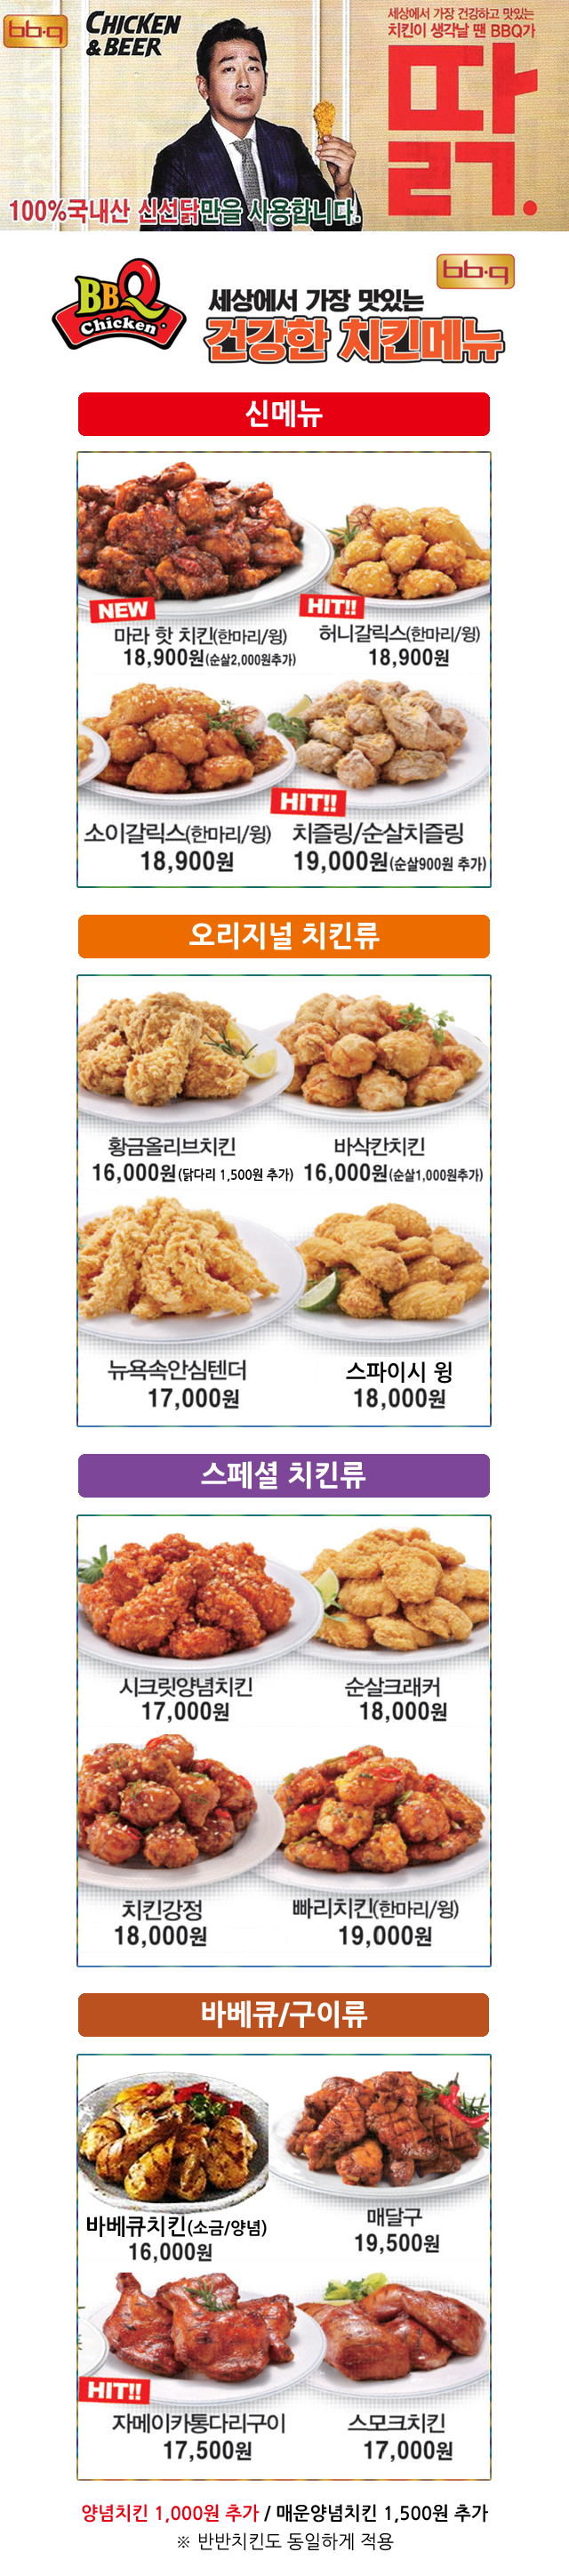 bb·q
CHICKEN
& BEER
세상에서 가장 건강하고 맛있는
치킨이 생각날 땐 BBQ가
따
닭.
100%국내산 신선닭만을 사용합니다.
BBQ
Chicken
bb·q
세상에서 가장 맛있는
건강한 치킨메뉴
신메뉴
NEW
HIT!!
마라 핫 치킨(한마리/윙)
허니갈릭스(한마리/윙)
18,900원(순살2,000원추가)
18,900원
HIT!!
소이갈릭스(한마리/윙)
치즐링/순살치즐링
18,900원
19,000원(순살900원 추가)
오리지널 치킨류
황금올리브치킨
바삭칸치킨
16,000원(닭다리 1,500원 추가)
16,000원(순살1,000원추가)
뉴욕속안심텐더
스파이시 윙
17,000원
18,000원
스페셜 치킨류
시크릿양념치킨
순살크래커
17,000원
18,000원
치킨강정
빠리치킨(한마리/윙)
18,000원
19,000원
바베큐/구이류
바베큐치킨(소금/양념)
매달구
16,000원
19,500원
HIT!!
자메이카통다리구이
스모크치킨
17,500원
17,000원
양념치킨 1,000원 추가 / 매운양념치킨 1,500원 추가
※ 반반치킨도 동일하게 적용